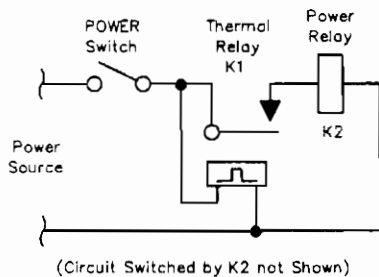 POWER
Switch
Thermal
Relay
K1
Power
Relay
K2
Power
Source
(Circuit Switched by K2 not Shown)